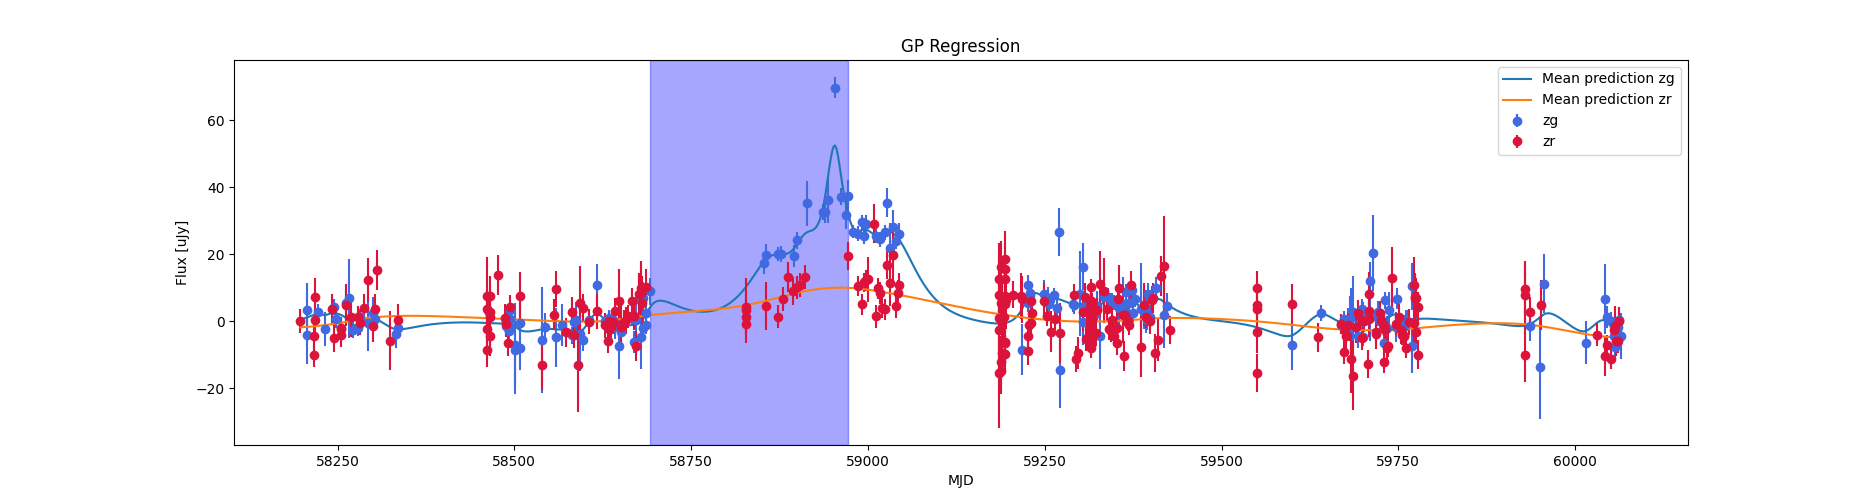 GP Regression
Flux [uJy]
60
40
20
0
−20
Mean prediction zg
Mean prediction zr
zg
zr
58250 58500 58750 59000 59250 59500 59750 60000
MJD